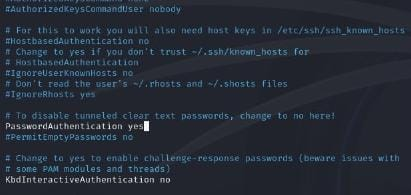 #AuthorizedKeysCommandUser nobody
# For this to work you will also need host keys in /etc/ssh/ssh_known_hosts
#HostbasedAuthentication no
# Change to yes if you don't trust ~/.ssh/known_hosts for
# HostbasedAuthentication
#IgnoreUserKnownHosts no
# Don't read the user's ~/.rhosts and ~/.shosts files
#IgnoreRhosts yes
# To disable tunneled clear text passwords, change to no here!
PasswordAuthentication yes
#PermitEmptyPasswords no
# Change to yes to enable challenge-response passwords (beware issues with
# some PAM modules and threads)
KbdInteractiveAuthentication no